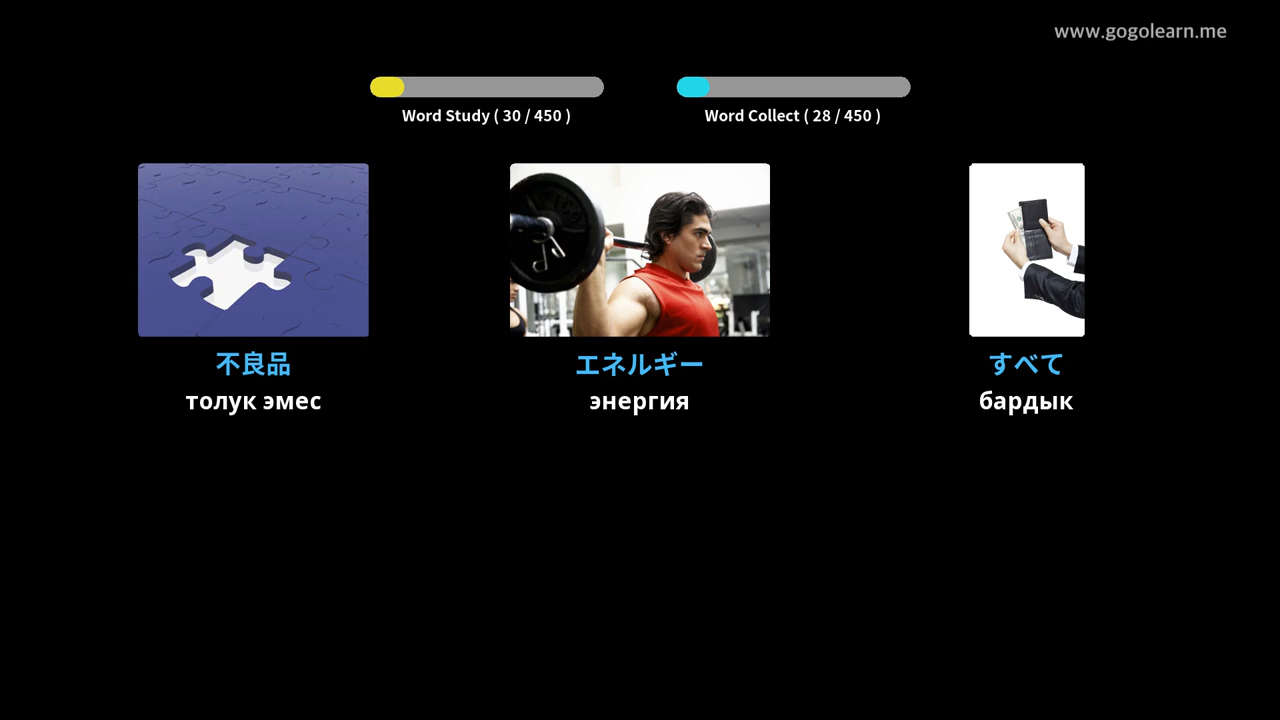 www.gogolearn.me
Word Study ( 30 / 450 )
Word Collect ( 28 / 450 )
不良品
エネルギー
すべて
толук эмес
энергия
бардык